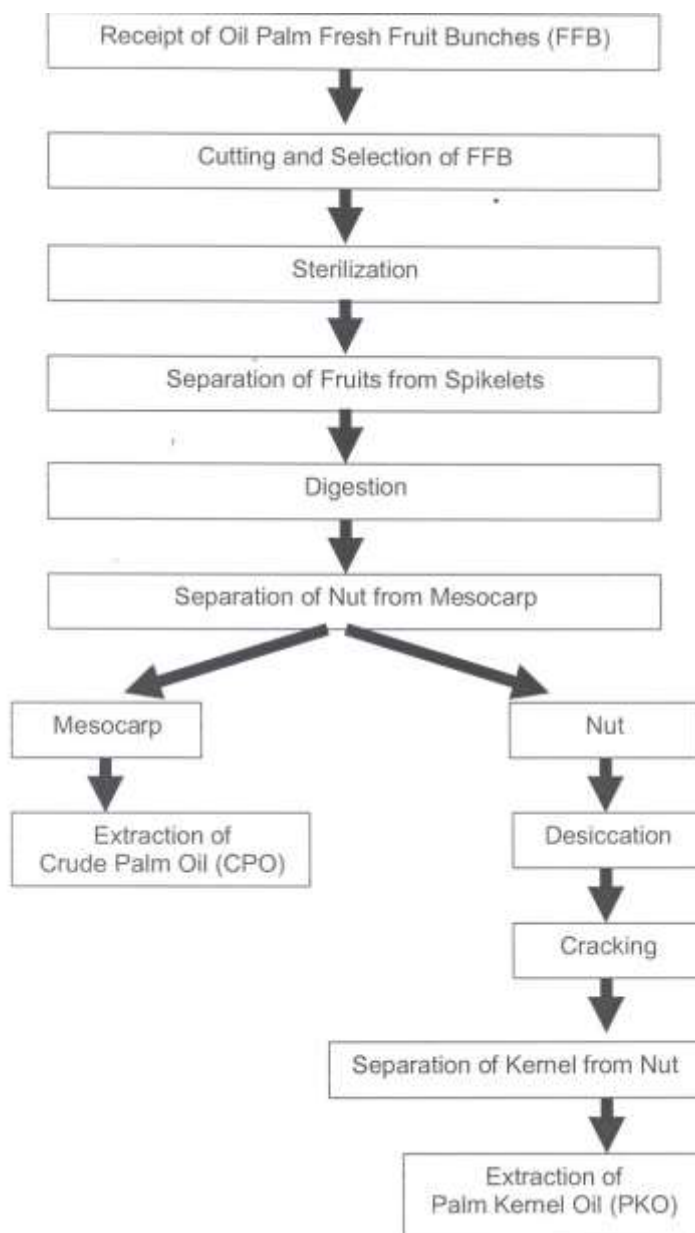 Receipt of Oil Palm Fresh Fruit Bunches (FFB)
Cutting and Selection of FFB
Sterilization
Separation of Fruits from Spikelets
Digestion
Separation of Nut from Mesocarp
Mesocarp
Nut
Extraction of
Crude Palm Oil (CPO)
Desiccation
Cracking
Separation of Kernel from Nut
Extraction of
Palm Kernel Oil (PKO)